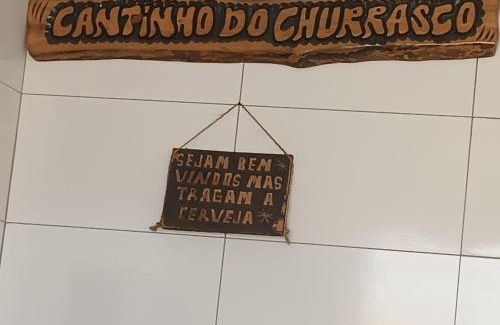 CANTINHO DO CHURRASCO
SEJAM BEM
VINDOS MAS
TRAGAM A
CERVEJA